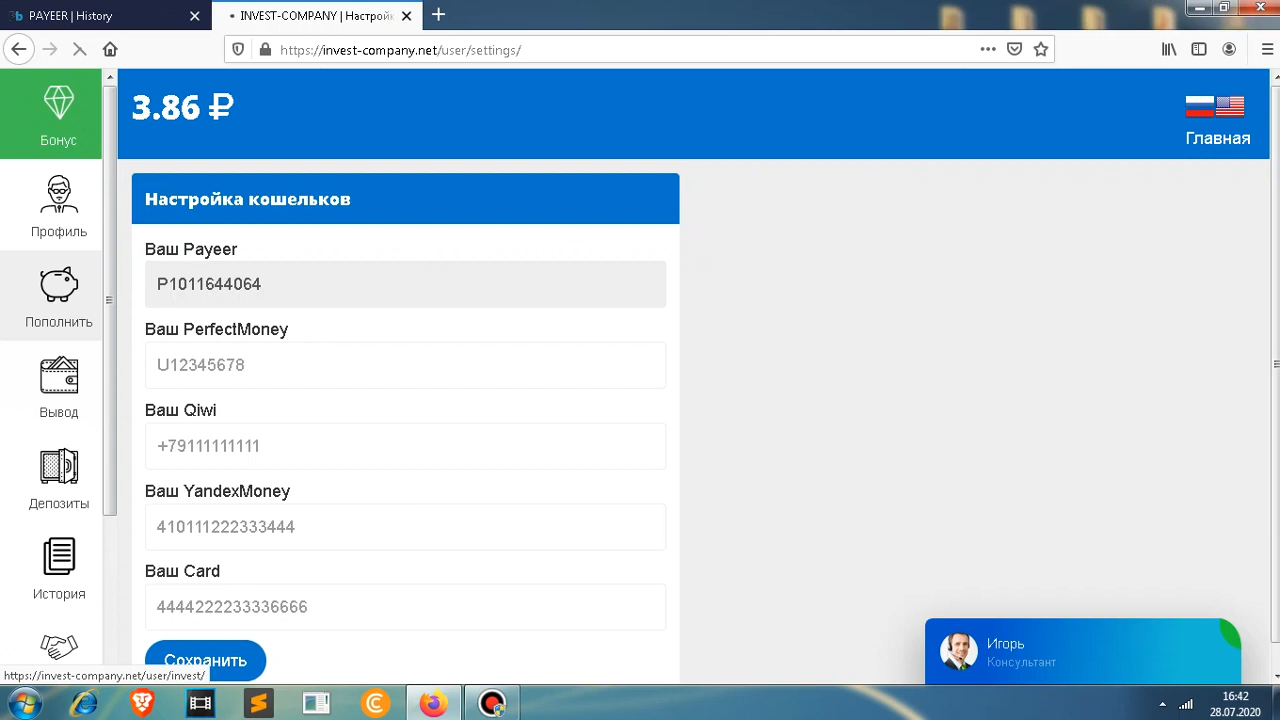 PAYEER | History
INVEST-COMPANY | Настройк
https://invest-company.net/user/settings/
Бонус
Профиль
Пополнить
Вывод
Депозиты
История
3.86 ₽
Главная
Настройка кошельков
Ваш Payeer
P1011644064
Ваш PerfectMoney
U12345678
Ваш Qiwi
+79111111111
Ваш YandexMoney
410111222333444
Ваш Card
4444222233336666
Сохранить
Игорь
Консультант
https://invest-company.net/user/invest/
16:42
28.07.2020